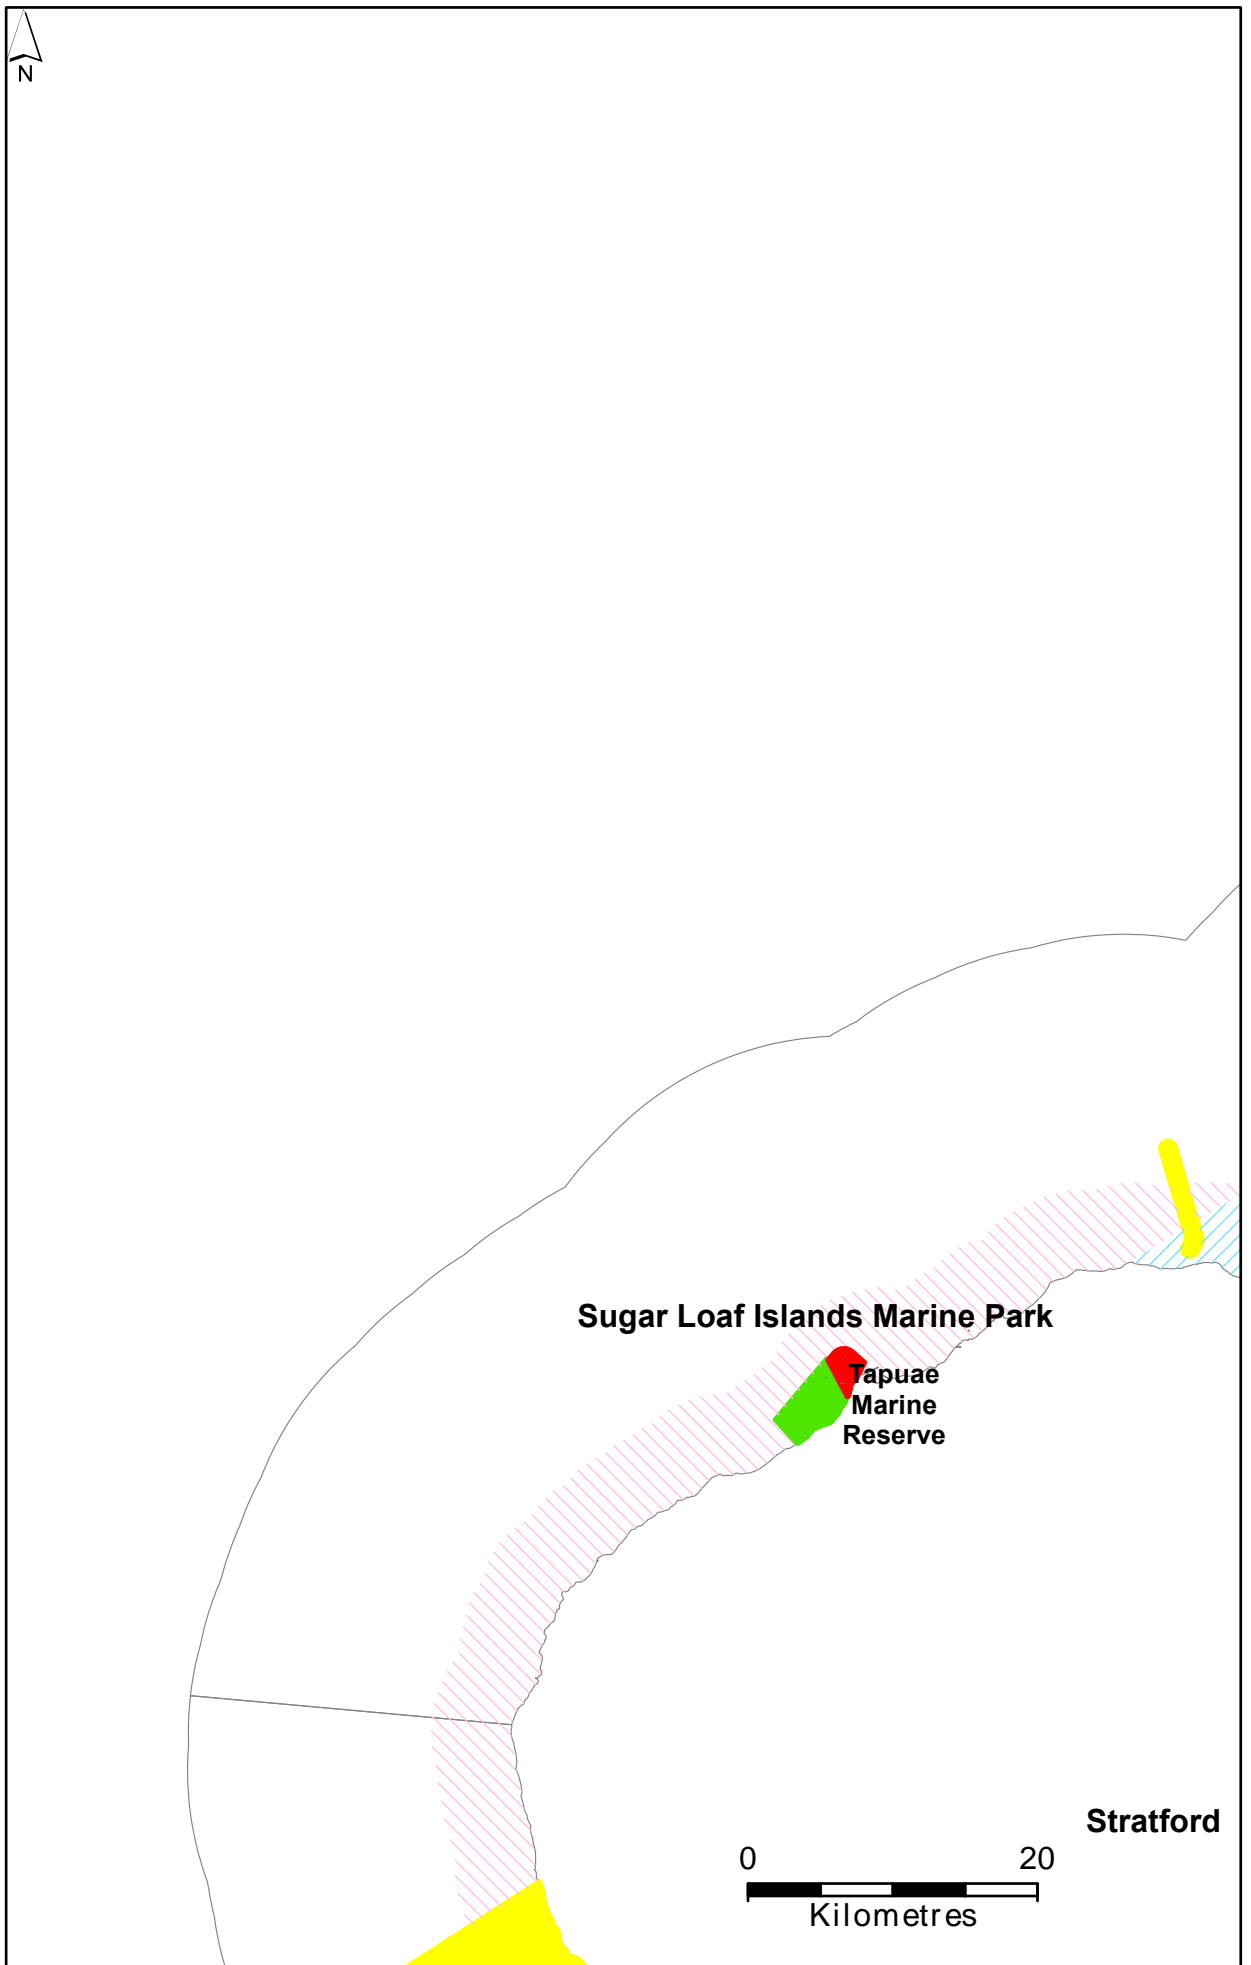 N
Sugar Loaf Islands Marine Park
Tapuae
Marine
Reserve
Stratford
0 20
Kilometres